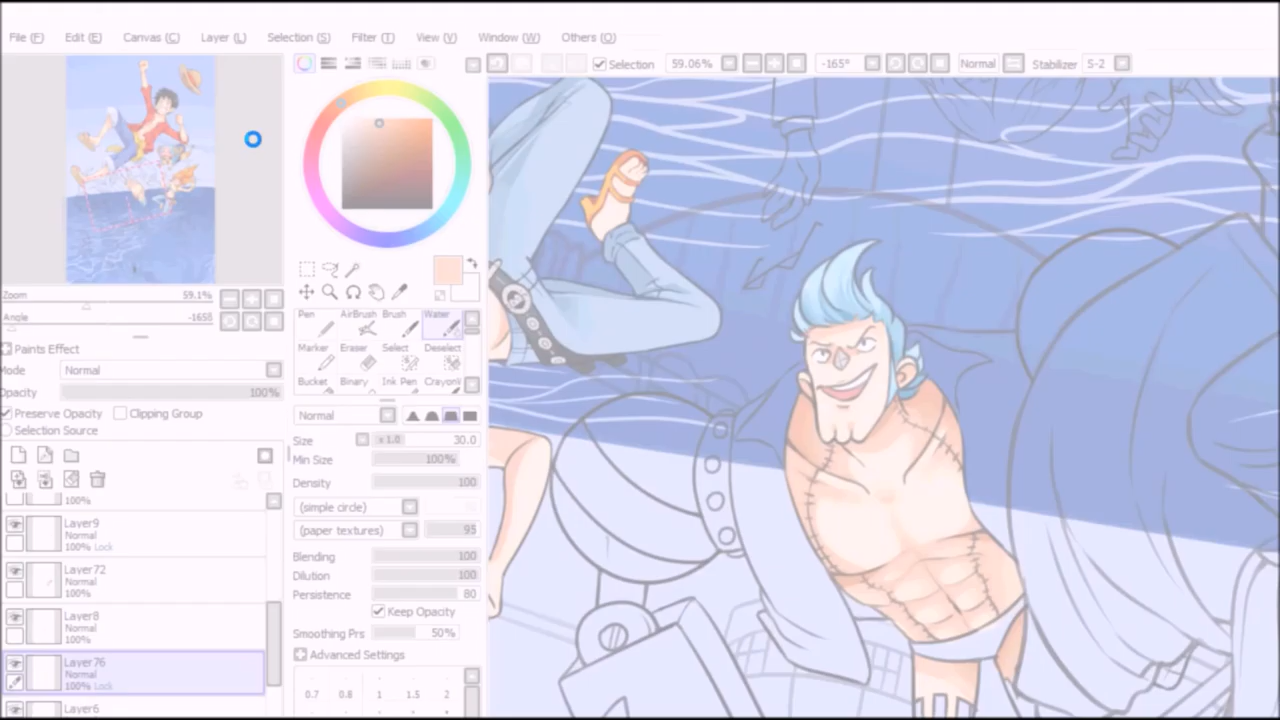 File (F) Edit (E) Canvas (C) Layer (L) Selection (S) Filter (T) View (V) Window (W) Others (O)
Selection 59.06% -165° Normal Stabilizer S-2
Zoom 59.1%
Angle -1658
Paints Effect
Mode Normal
Opacity 100%
Preserve Opacity Clipping Group
Selection Source
100%
Layer9
Normal
100% Lock
Layer72
Normal
100%
Layer8
Normal
100%
Layer76
Normal
100% Lock
Layer6
Pen AirBrush Brush Water
Marker Eraser Select Deselect
Bucket Binary Ink Pen Crayon
Normal
Size x 1.0 30.0
Min Size 100%
Density 100
(simple circle)
(paper textures) 95
Blending 100
Dilution 100
Persistence 80
Keep Opacity
Smoothing Prs 50%
Advanced Settings
0.7 0.8 1 1.5 2